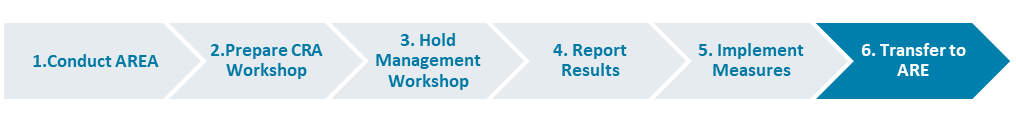 1.Conduct AREA
2.Prepare CRA
Workshop
3. Hold
Management
Workshop
4. Report
Results
5. Implement
Measures
6. Transfer to
ARE